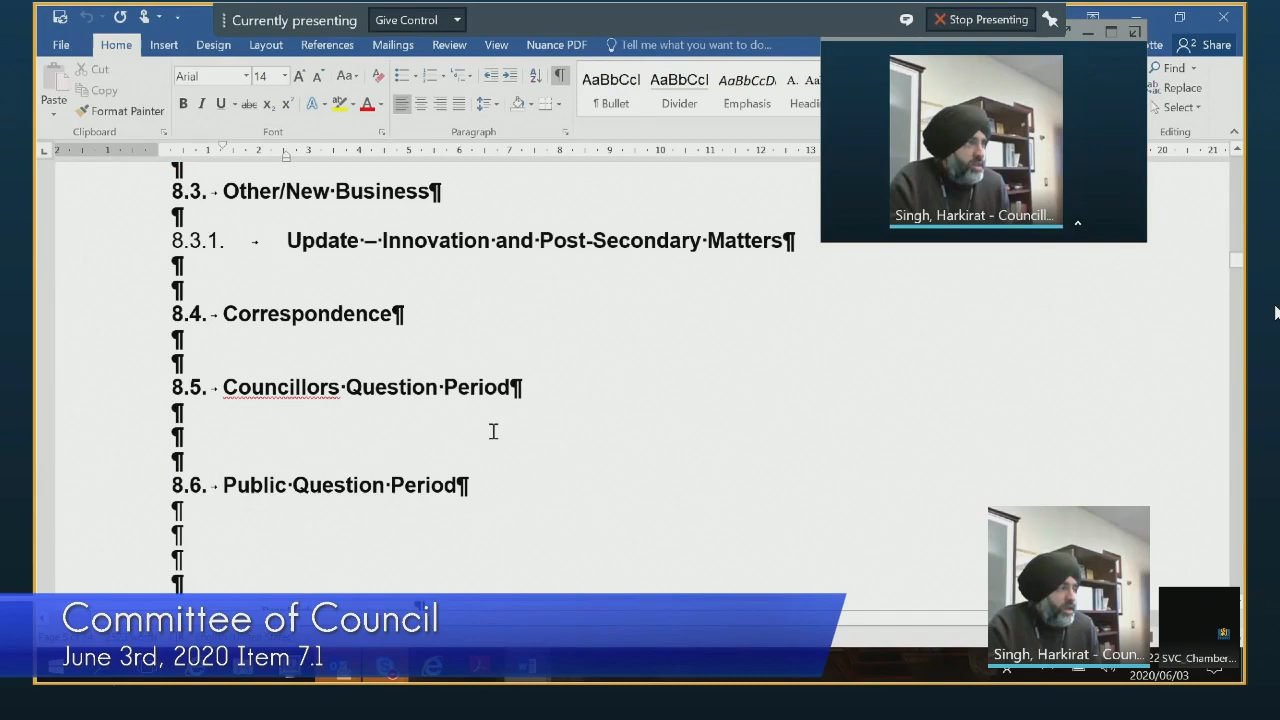 Currently presenting
Give Control
Stop Presenting
File Home Insert Design Layout References Mailings Review View Nuance PDF Tell me what you want to do... Share
Paste
Cut
Copy
Format Painter
Clipboard
Arial 14
Font
Paragraph
AaBbCcI AaBbCcI AaBbCcD
¶ Bullet Divider Emphasis
Find
Replace
Select
Editing
8.3. Other/New Business¶
8.3.1. Update – Innovation and Post-Secondary Matters¶
8.4. Correspondence¶
8.5. Councillors Question Period¶
8.6. Public Question Period¶
Singh, Harkirat - Councill...
Singh, Harkirat - Coun...
22 SVC_Chamber...
2020/06/03
Committee of Council
June 3rd, 2020 Item 7.1